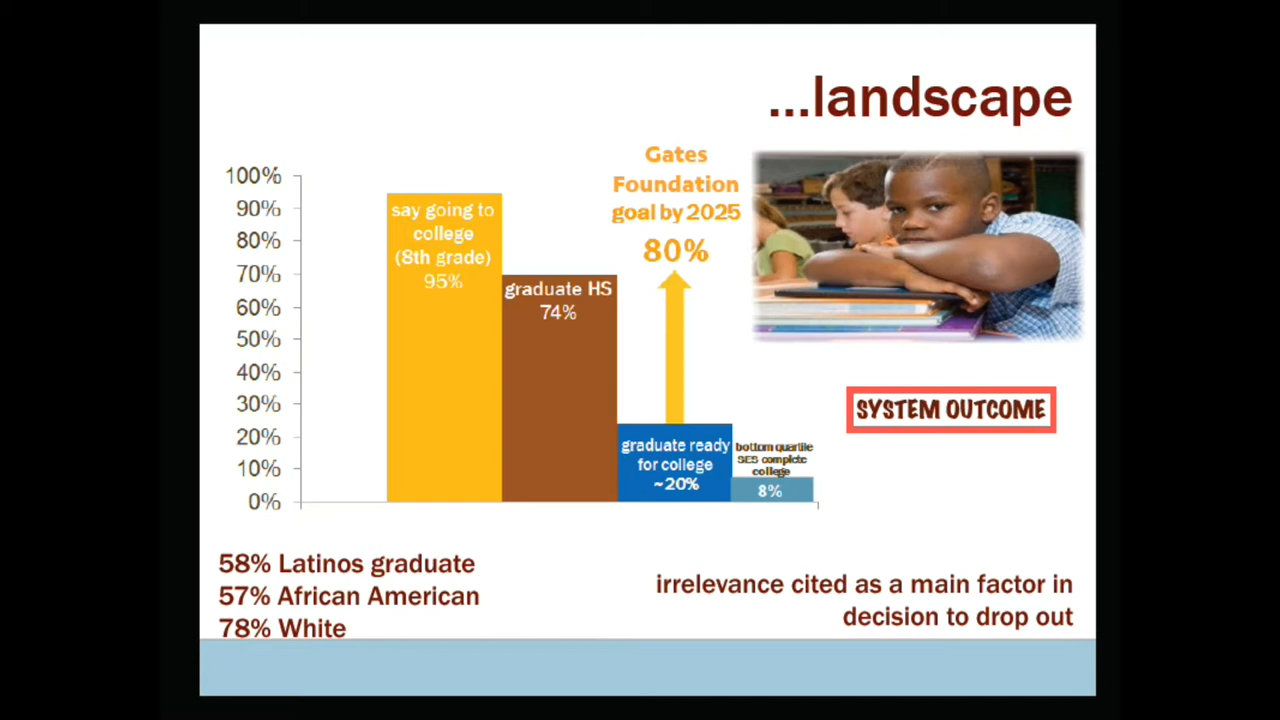 ...landscape
Gates
Foundation
goal by 2025
80%
100%
90%
80%
70%
60%
50%
40%
30%
20%
10%
0%
say going to
college
(8th grade)
95%
graduate HS
74%
graduate ready
for college
~20%
bottom quartile
SES complete
college
8%
SYSTEM OUTCOME
58% Latinos graduate
57% African American
78% White
irrelevance cited as a main factor in
decision to drop out